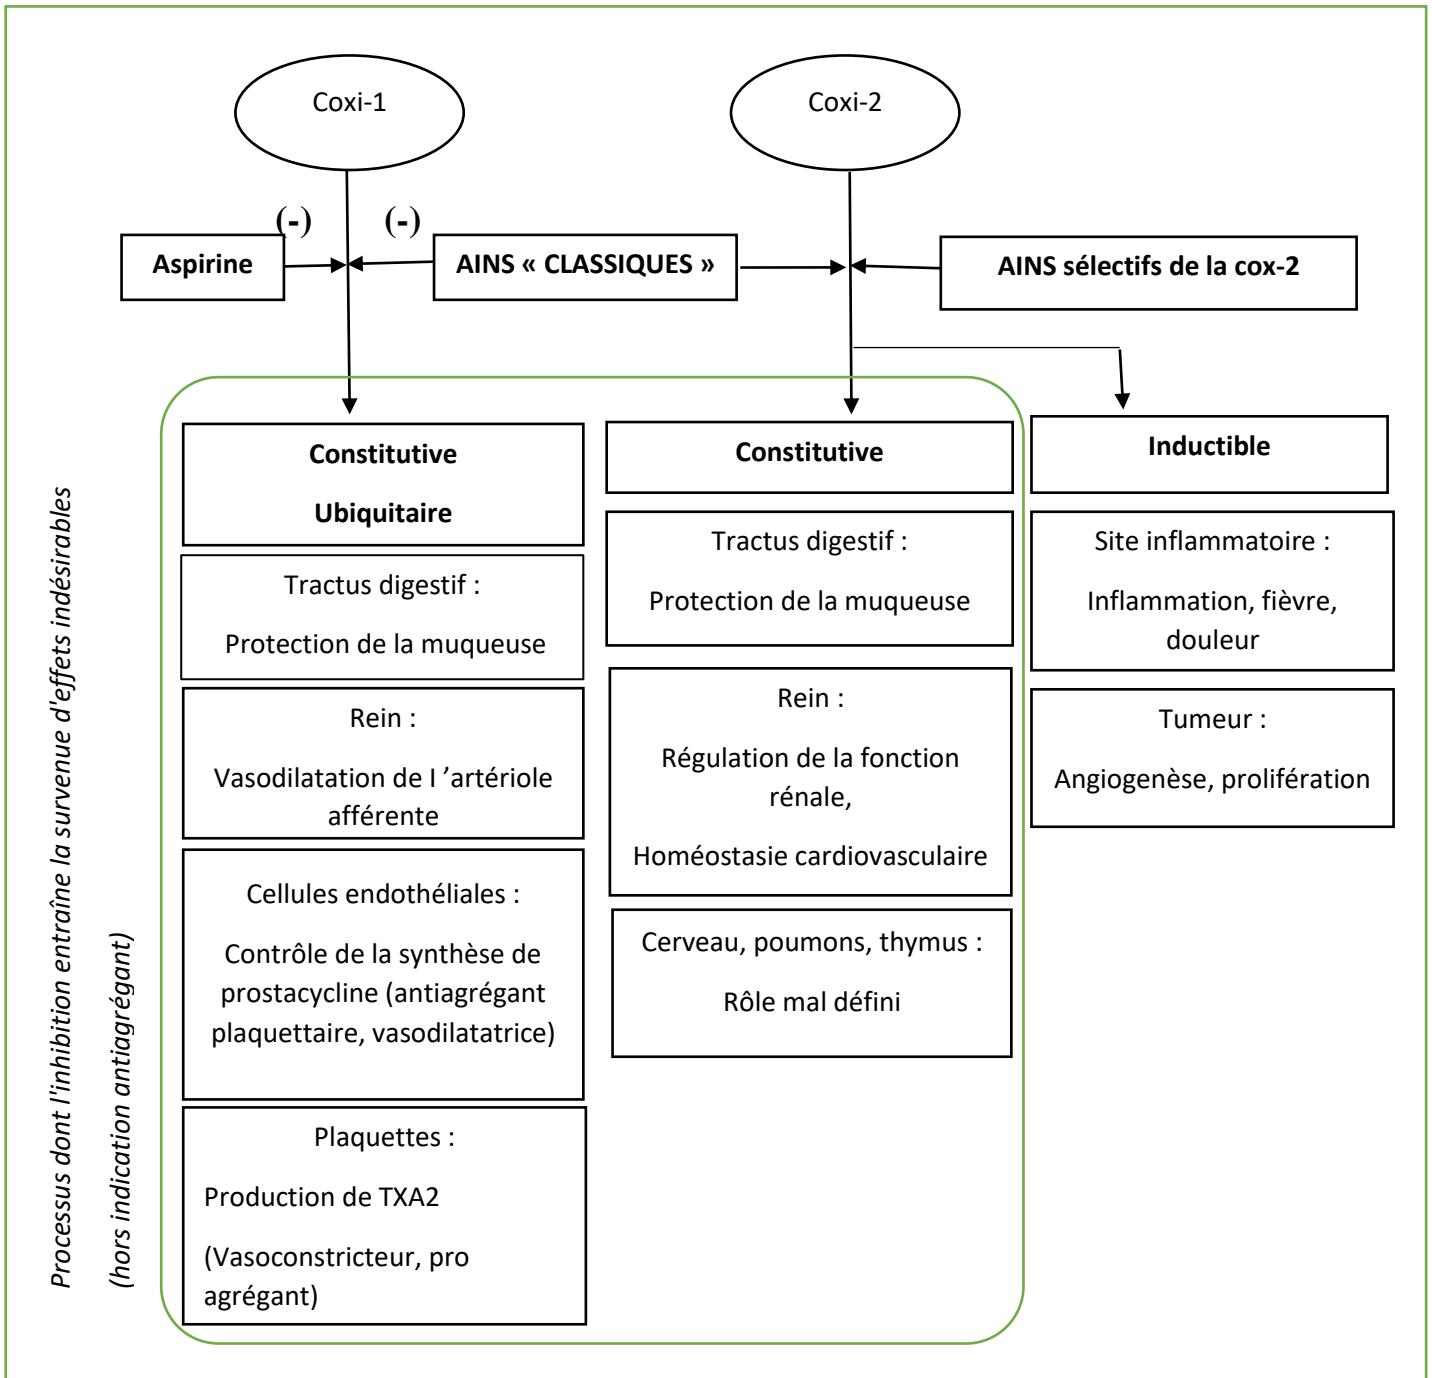 Coxi-1
Coxi-2
(-)
(-)
Aspirine
AINS « CLASSIQUES »
AINS sélectifs de la cox-2
Constitutive
Ubiquitaire
Tractus digestif :
Protection de la muqueuse
Rein :
Vasodilatation de I ’artériole
afférente
Cellules endothéliales :
Contrôle de la synthèse de
prostacycline (antiagrégant
plaquettaire, vasodilatatrice)
Plaquettes :
Production de TXA2
(Vasoconstricteur, pro
agrégant)
Constitutive
Tractus digestif :
Protection de la muqueuse
Rein :
Régulation de la fonction
rénale,
Homéostasie cardiovasculaire
Cerveau, poumons, thymus :
Rôle mal défini
Inductible
Site inflammatoire :
Inflammation, fièvre,
douleur
Tumeur :
Angiogenèse, prolifération
Processus dont l'inhibition entraîne la survenue d'effets indésirables
(hors indication antiagrégant)